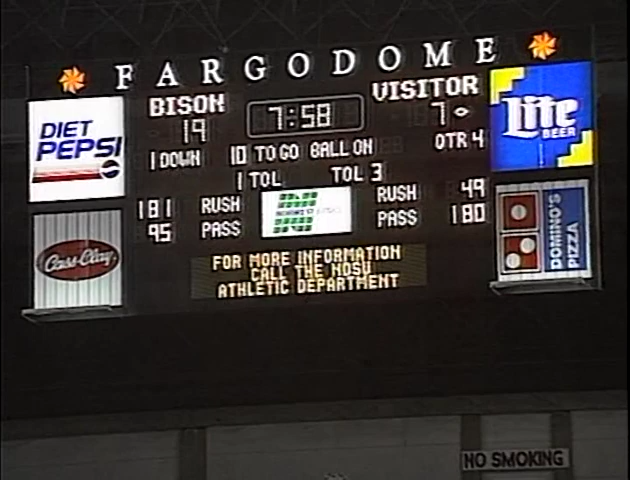 FARGODOME
BISON
VISITOR
19
7:58
7
DIET
PEPSI
Lite
BEER
1 DOWN 10 TO GO BALL ON QTR 4
1 TOL TOL 3
181 RUSH
RUSH 49
95 PASS
PASS 180
Cass-Clay
DOMINO'S
PIZZA
FOR MORE INFORMATION
CALL THE NDSU
ATHLETIC DEPARTMENT
NO SMOKING